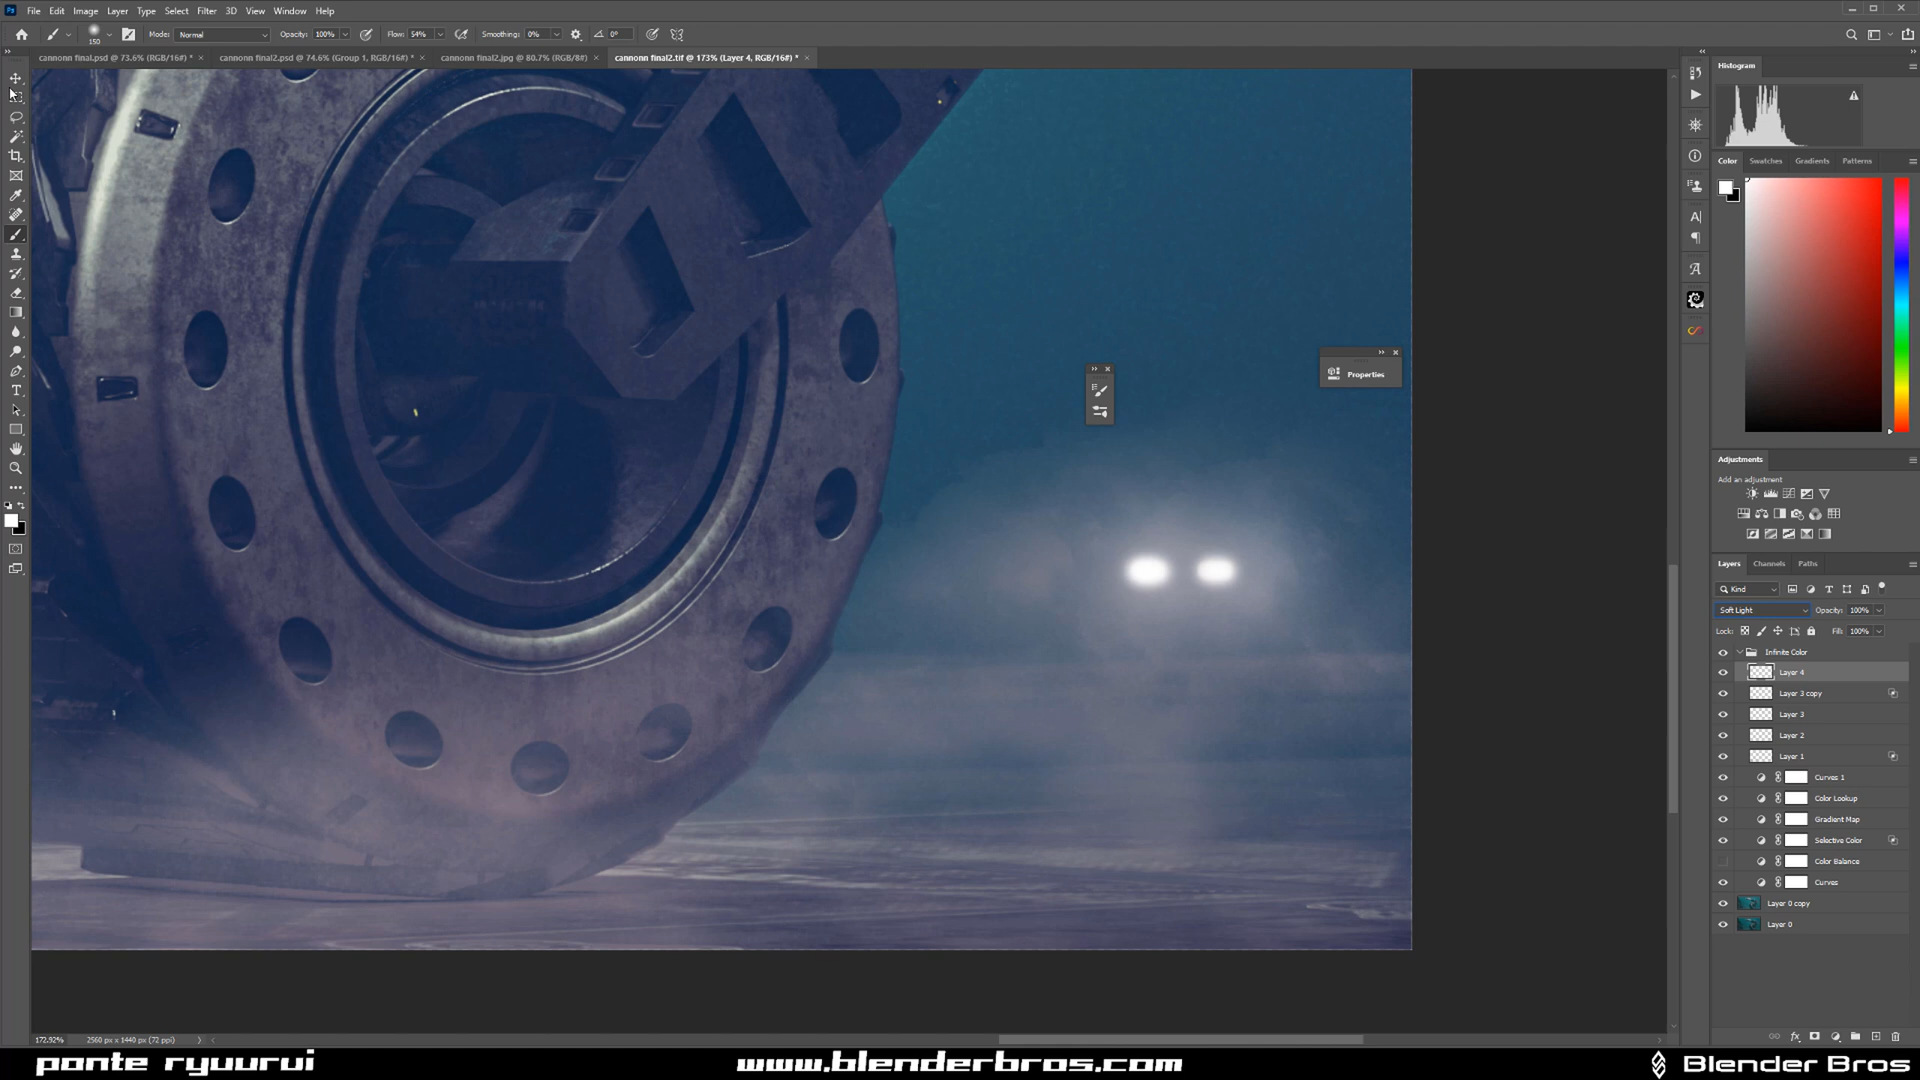 File Edit Image Layer Type Select Filter 3D View Window Help
150 Mode: Normal Opacity: 100% Flow: 54% Smoothing: 0% 0°
cannonn final.psd @ 73.6% (RGB/16#) * cannonn final2.psd @ 74.6% (Group 1, RGB/16#) * cannonn final2.jpg @ 80.7% (RGB/8#) cannonn final2.tif @ 173% (Layer 4, RGB/16#) *
Histogram
Color Swatches Gradients Patterns
Properties
Adjustments
Add an adjustment
Layers Channels Paths
Kind
Soft Light Opacity: 100%
Lock: Fill: 100%
Infinite Color
Layer 4
Layer 3 copy
Layer 3
Layer 2
Layer 1
Curves 1
Color Lookup
Gradient Map
Selective Color
Color Balance
Curves
Layer 0 copy
Layer 0
172.92% 2560 px x 1440 px (72 ppi)
ponte ryuurui www.blenderbros.com Blender Bros